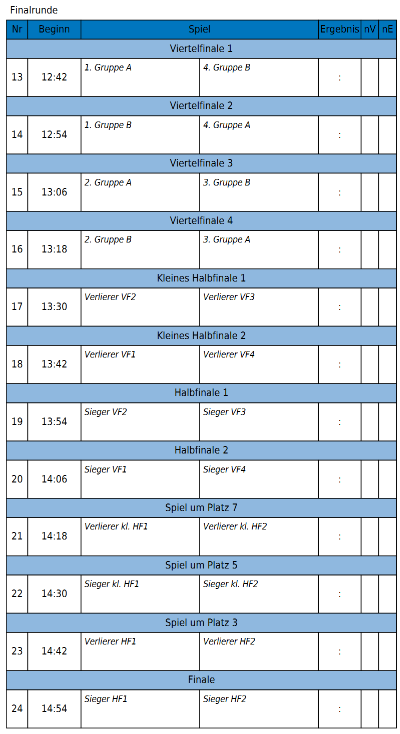 Finalrunde
Nr Beginn Spiel Ergebnis nV nE
Viertelfinale 1
13 12:42 1. Gruppe A 4. Gruppe B :
Viertelfinale 2
14 12:54 1. Gruppe B 4. Gruppe A :
Viertelfinale 3
15 13:06 2. Gruppe A 3. Gruppe B :
Viertelfinale 4
16 13:18 2. Gruppe B 3. Gruppe A :
Kleines Halbfinale 1
17 13:30 Verlierer VF2 Verlierer VF3 :
Kleines Halbfinale 2
18 13:42 Verlierer VF1 Verlierer VF4 :
Halbfinale 1
19 13:54 Sieger VF2 Sieger VF3 :
Halbfinale 2
20 14:06 Sieger VF1 Sieger VF4 :
Spiel um Platz 7
21 14:18 Verlierer kl. HF1 Verlierer kl. HF2 :
Spiel um Platz 5
22 14:30 Sieger kl. HF1 Sieger kl. HF2 :
Spiel um Platz 3
23 14:42 Verlierer HF1 Verlierer HF2 :
Finale
24 14:54 Sieger HF1 Sieger HF2 :